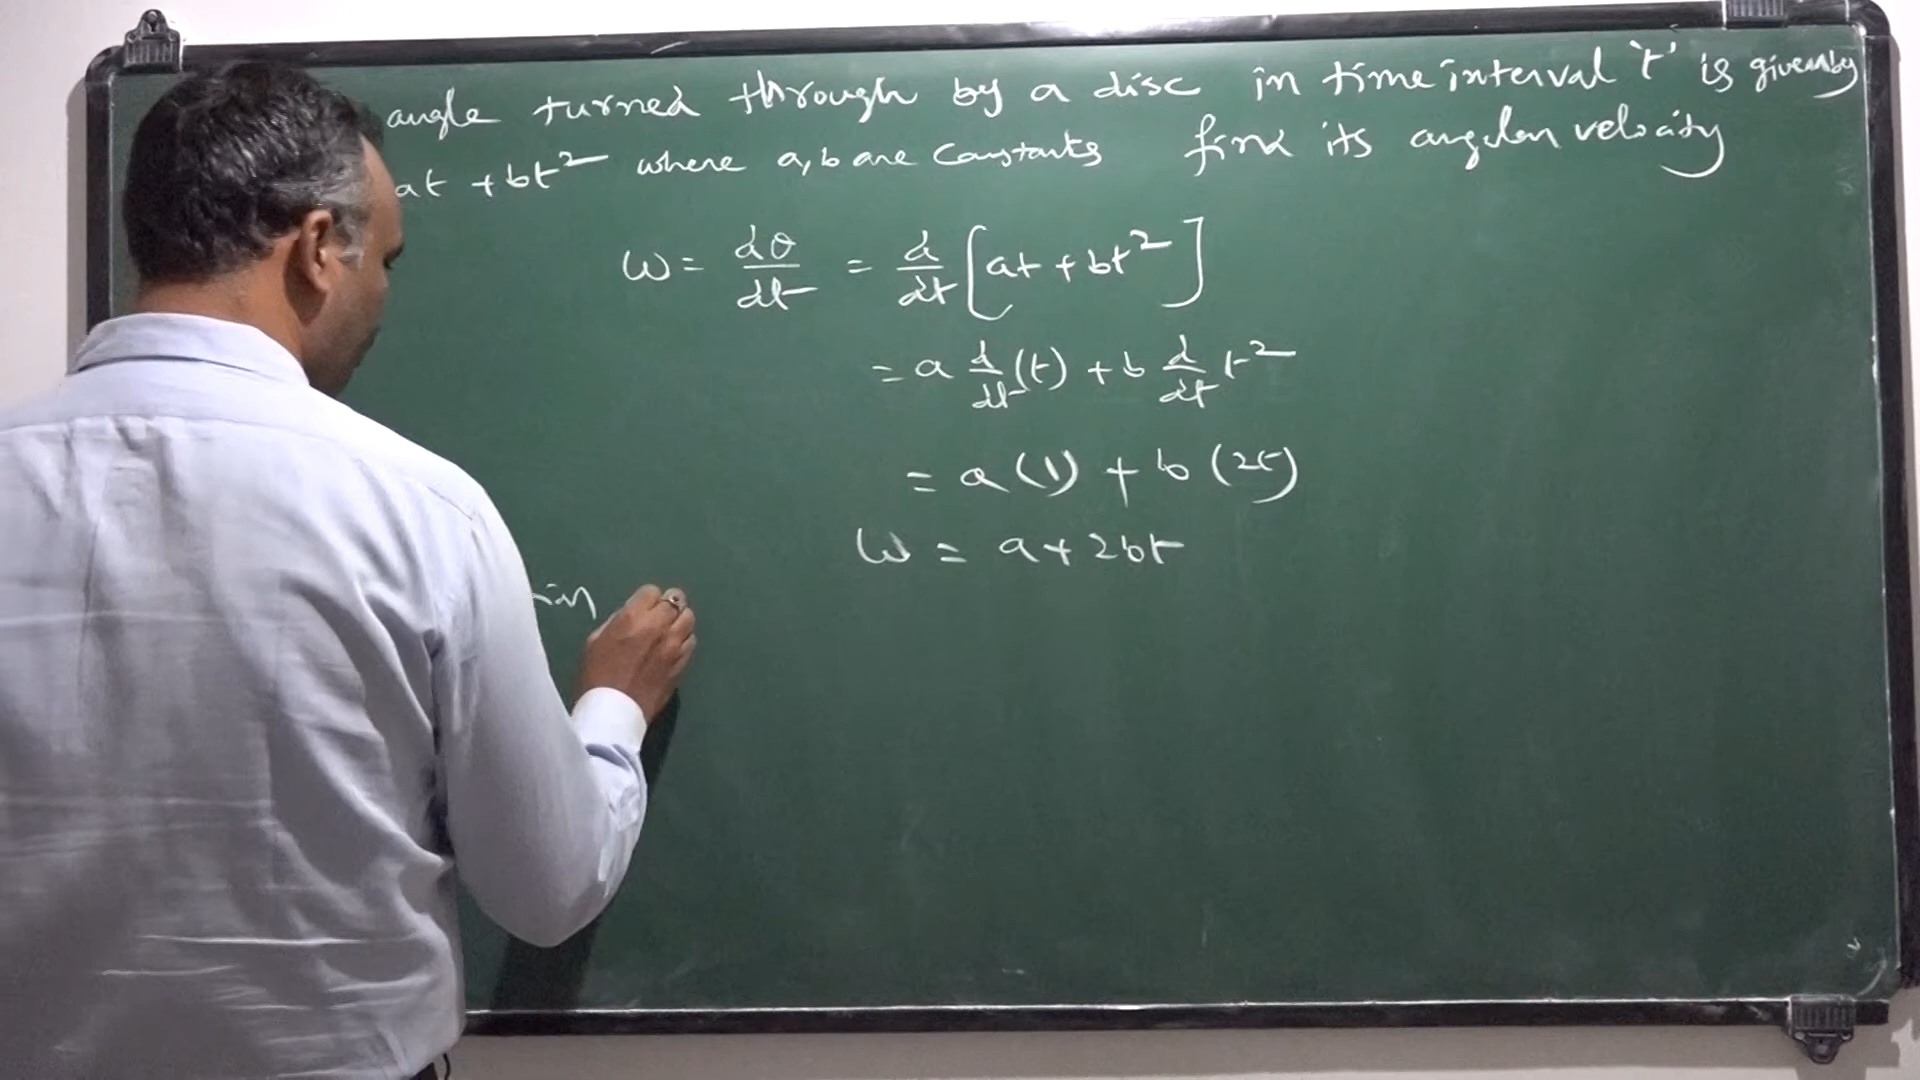 angle turned through by a disc in time interval 't' is given by
at + bt² where a, b are constants find its angular velocity
ω = dθ/dt = d/dt [at + bt²]
= a d/dt (t) + b d/dt t²
= a (1) + b (2t)
ω = a + 2bt